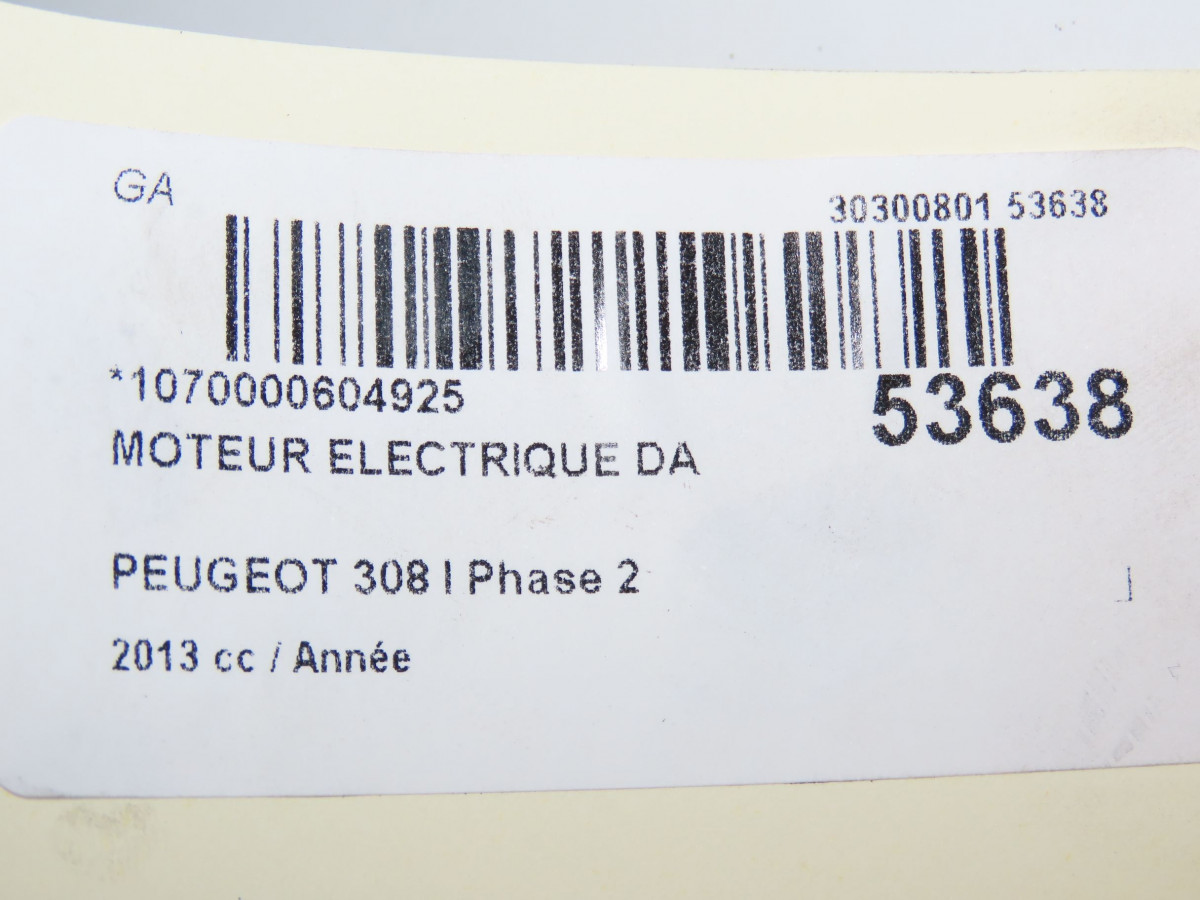 GA
30300801 53638
*1070000604925
53638
MOTEUR ELECTRIQUE DA
PEUGEOT 308 I Phase 2
2013 cc / Année